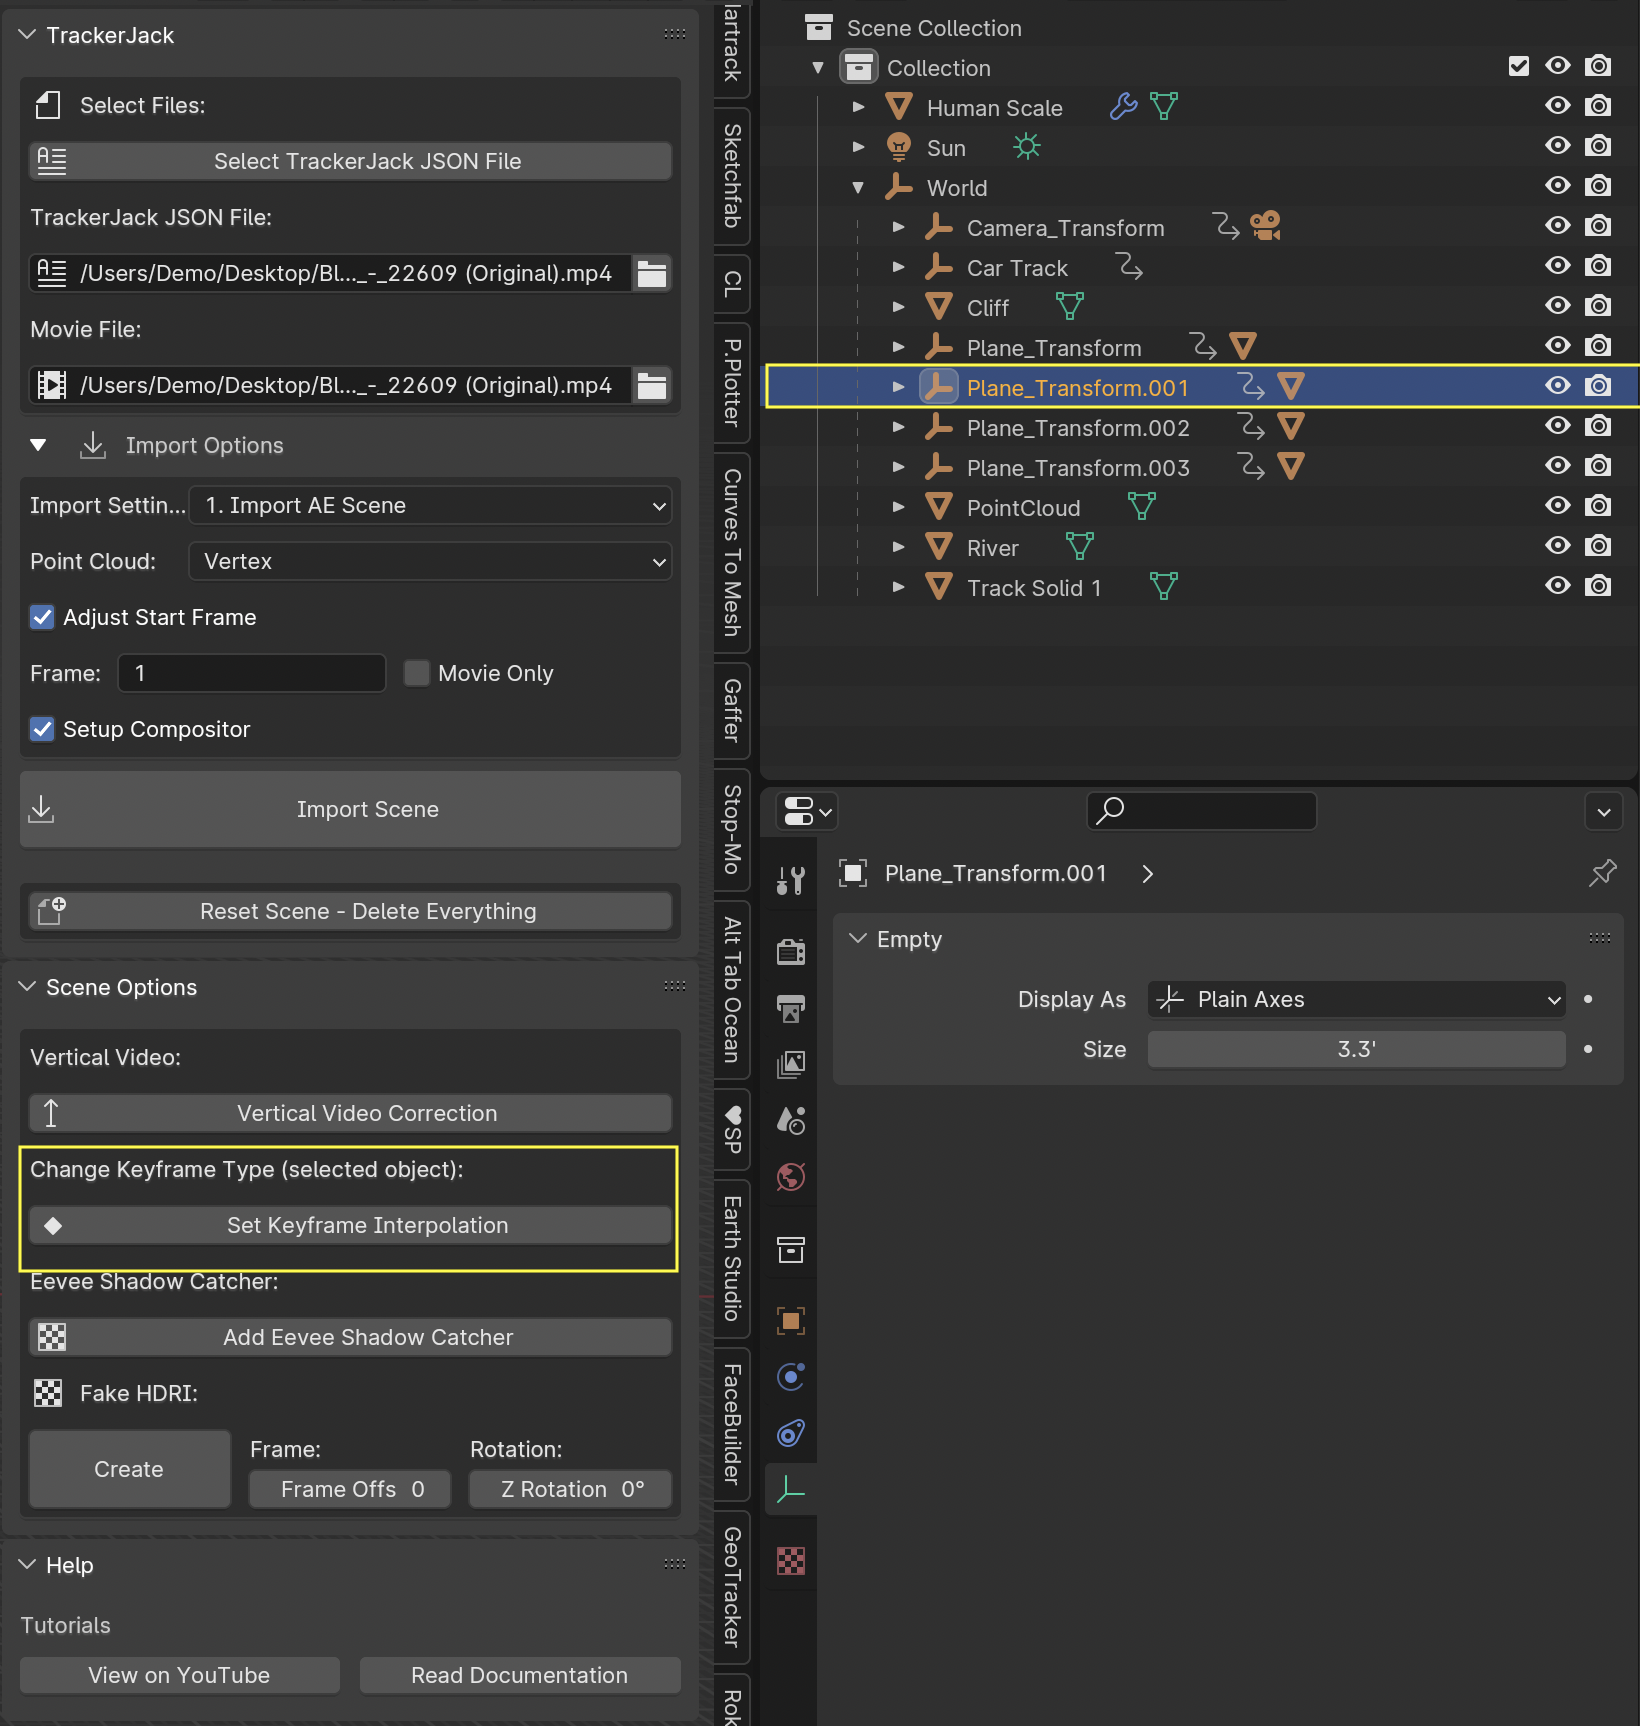 TrackerJack
Select Files:
Select TrackerJack JSON File
TrackerJack JSON File:
/Users/Demo/Desktop/Bl..._-_22609 (Original).mp4
Movie File:
/Users/Demo/Desktop/Bl..._-_22609 (Original).mp4
Import Options
Import Settin... 1. Import AE Scene
Point Cloud: Vertex
Adjust Start Frame
Frame: 1 Movie Only
Setup Compositor
Import Scene
Reset Scene - Delete Everything
Scene Options
Vertical Video:
Vertical Video Correction
Change Keyframe Type (selected object):
Set Keyframe Interpolation
Eevee Shadow Catcher:
Add Eevee Shadow Catcher
Fake HDRI:
Create
Frame:
Frame Offs 0
Rotation:
Z Rotation 0°
Help
Tutorials
View on YouTube
Read Documentation
Sketchfab
CL
P.Plotter
Curves To Mesh
Gaffer
Stop-Mo
Alt Tab Ocean
♥SP
Earth Studio
FaceBuilder
GeoTracker
Rok
Scene Collection
Collection
Human Scale
Sun
World
Camera_Transform
Car Track
Cliff
Plane_Transform
Plane_Transform.001
Plane_Transform.002
Plane_Transform.003
PointCloud
River
Track Solid 1
Plane_Transform.001
Empty
Display As Plain Axes
Size 3.3'